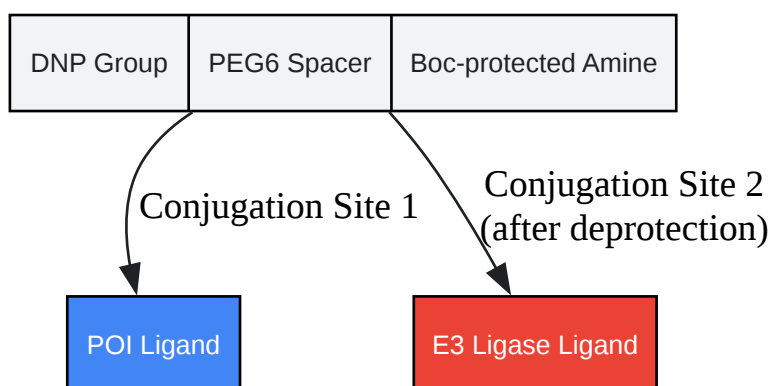 DNP Group
PEG6 Spacer
Boc-protected Amine
Conjugation Site 1
Conjugation Site 2
(after deprotection)
POI Ligand
E3 Ligase Ligand